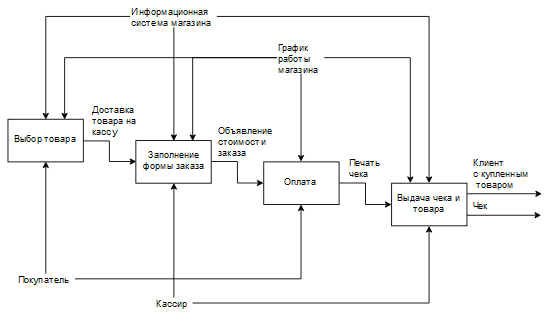 Информационная
система магазина
График
работы
магазина
Доставка
товара на
кассу
Выбор товара
Объявление
стоимости
заказа
Заполнение
формы заказа
Печать
чека
Оплата
Клиент
с купленным
товаром
Выдача чека и
товара
Чек
Покупатель
Кассир